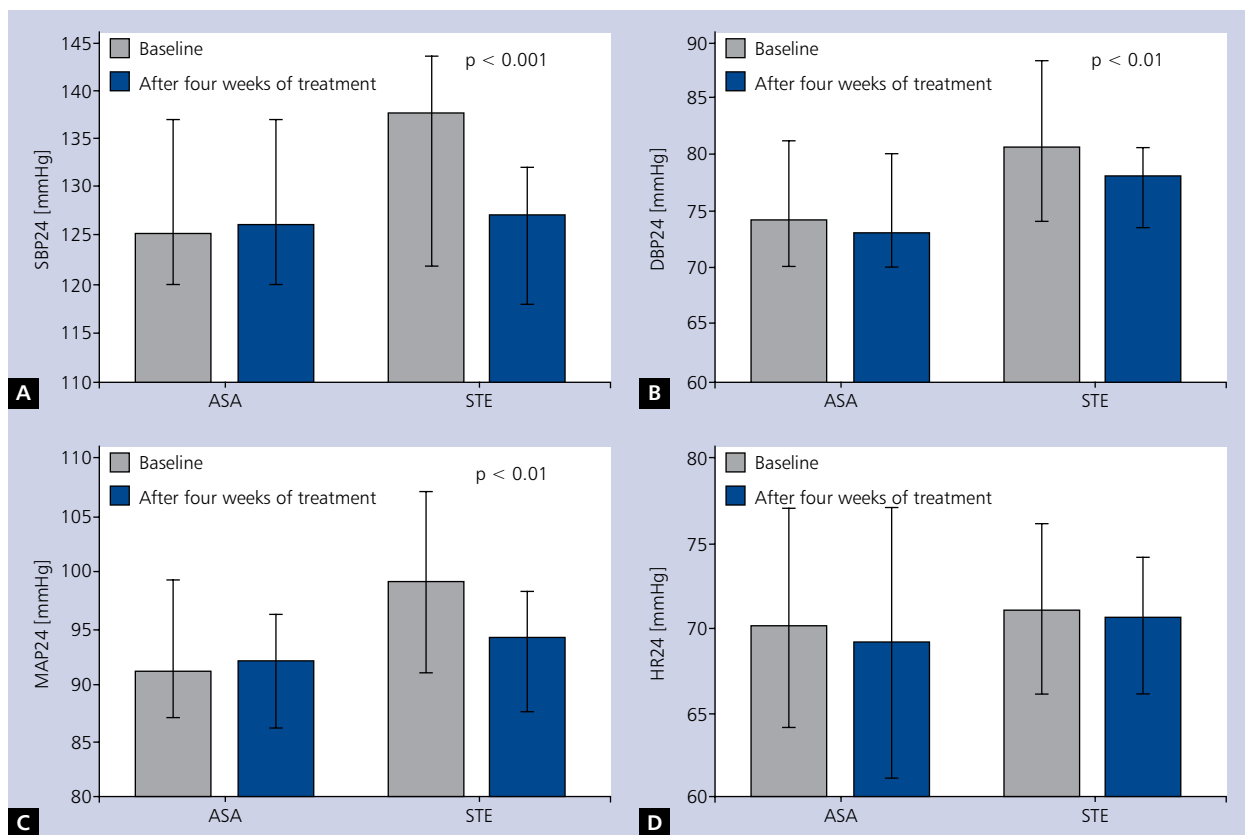 145
140
135
130
125
120
115
110
SBP24 [mmHg]
Baseline
After four weeks of treatment
p < 0.001
ASA
STE
A
90
85
80
75
70
65
60
DBP24 [mmHg]
Baseline
After four weeks of treatment
p < 0.01
ASA
STE
B
110
105
100
95
90
85
80
MAP24 [mmHg]
Baseline
After four weeks of treatment
p < 0.01
ASA
STE
C
80
75
70
65
60
HR24 [mmHg]
Baseline
After four weeks of treatment
ASA
STE
D